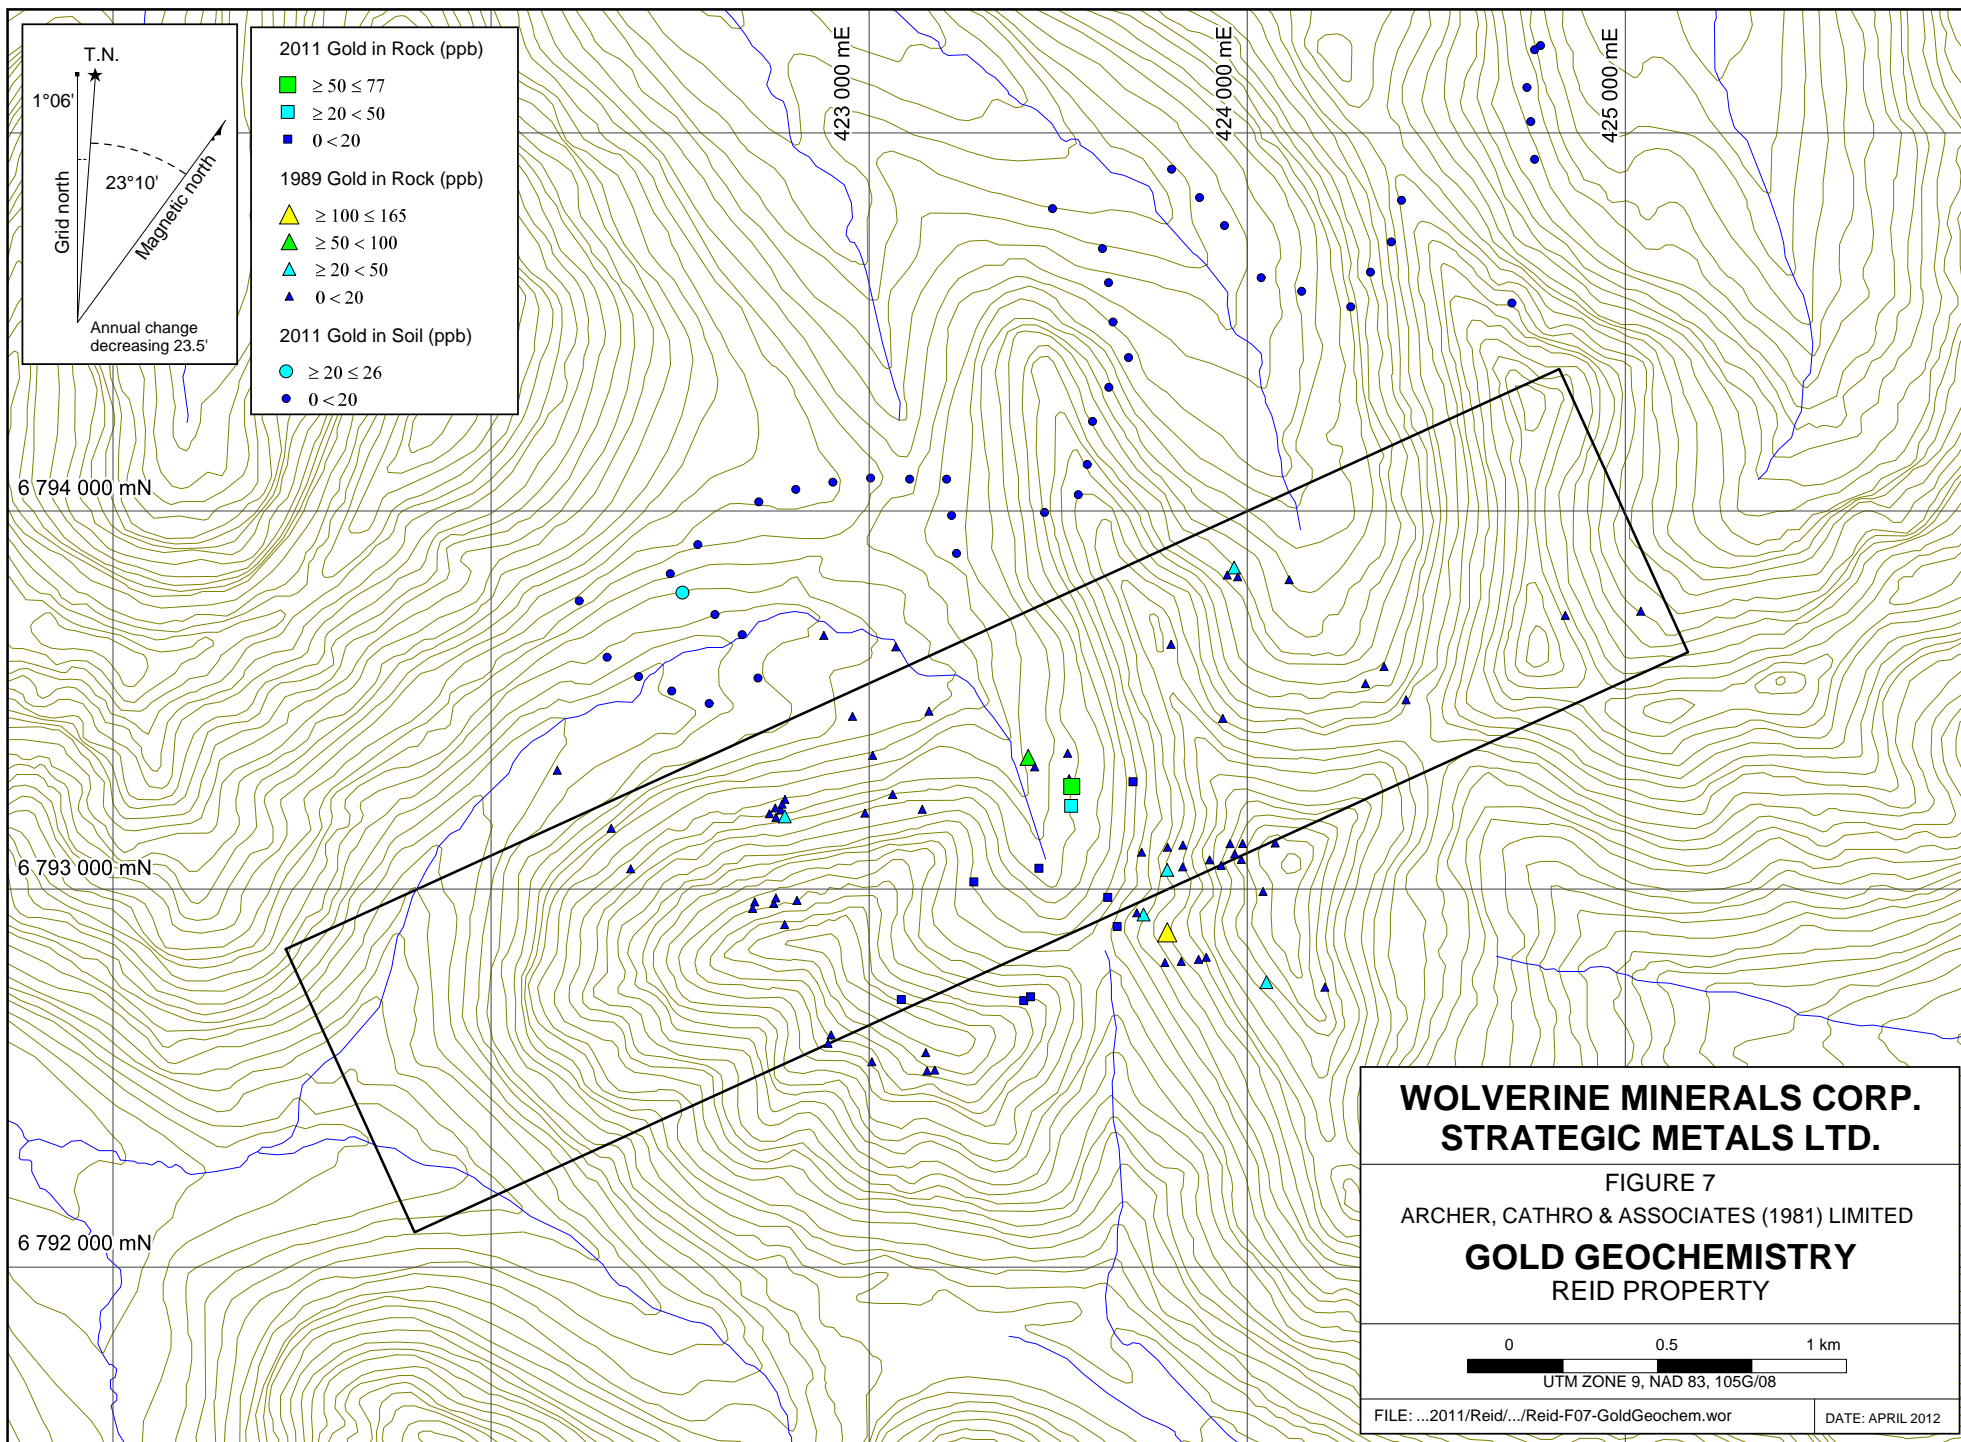 T.N.
1°06'
23°10'
Grid north
Magnetic north
Annual change
decreasing 23.5'
2011 Gold in Rock (ppb)
≥ 50 ≤ 77
≥ 20 < 50
0 < 20
1989 Gold in Rock (ppb)
≥ 100 ≤ 165
≥ 50 < 100
≥ 20 < 50
0 < 20
2011 Gold in Soil (ppb)
≥ 20 ≤ 26
0 < 20
423 000 mE
424 000 mE
425 000 mE
6 794 000 mN
6 793 000 mN
6 792 000 mN
WOLVERINE MINERALS CORP.
STRATEGIC METALS LTD.
FIGURE 7
ARCHER, CATHRO & ASSOCIATES (1981) LIMITED
GOLD GEOCHEMISTRY
REID PROPERTY
0 0.5 1 km
UTM ZONE 9, NAD 83, 105G/08
FILE: ...2011/Reid/.../Reid-F07-GoldGeochem.wor
DATE: APRIL 2012